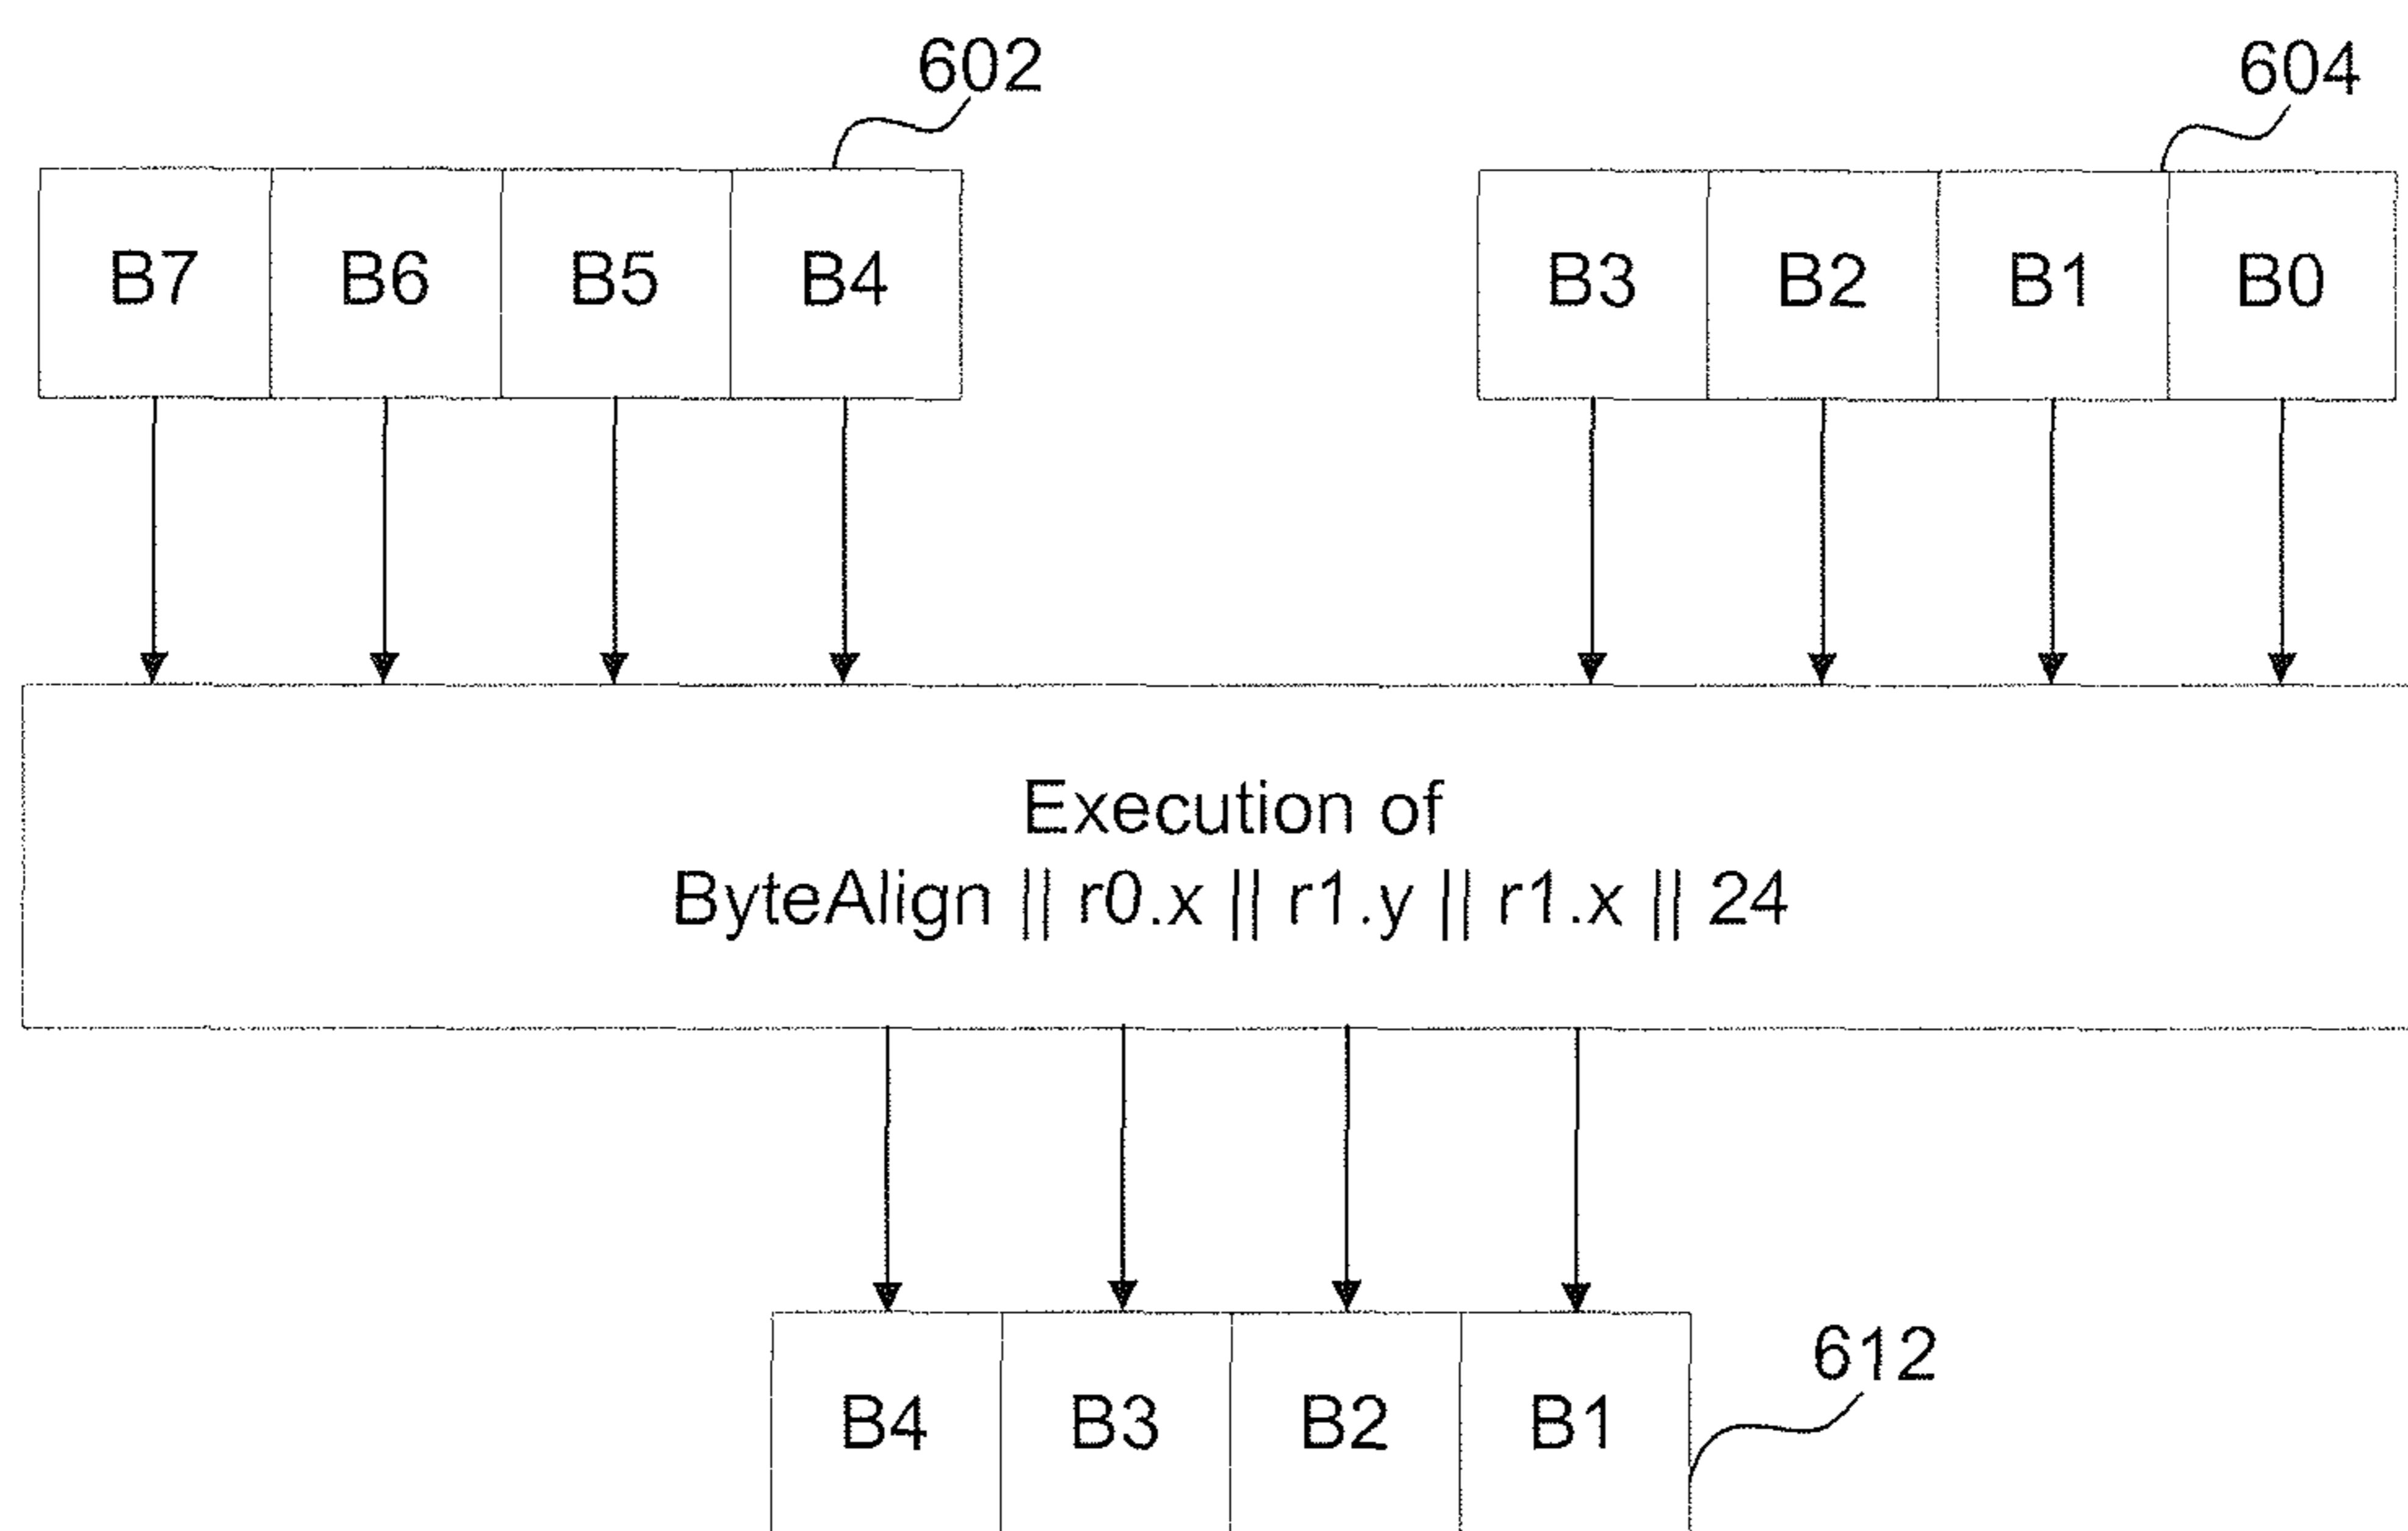 602
604
B7 B6 B5 B4
B3 B2 B1 B0
Execution of
ByteAlign || r0.x || r1.y || r1.x || 24
612
B4 B3 B2 B1